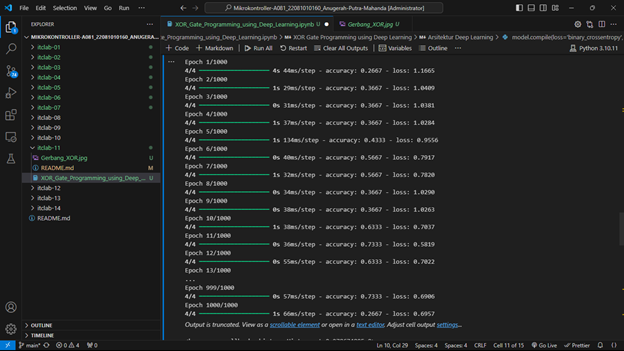 File Edit Selection View Go Run ··· Mikrokontroler-A081_22081010160_Anugerah-Putra-Mahanda [Administrator]
EXPLORER ···
MIKROKONTROLER-A081_22081010160_ANUGERA...
itclab-01
itclab-02
itclab-03
itclab-04
itclab-05
itclab-06
itclab-07
itclab-08
itclab-09
itclab-10
itclab-11
Gerbang_XOR.jpg U
README.md M
XOR_Gate_Programming_using_Deep_... U
itclab-12
itclab-13
itclab-14
README.md
OUTLINE
TIMELINE
XOR_Gate_Programming_using_Deep_Learning.ipynb U Gerbang_XOR.jpg U
te_Programming_using_Deep_Learning.ipynb > XOR Gate Programming using Deep Learning > Arsitektur Deep Learning > model.compile(loss='binary_crossentropy',
+ Code + Markdown Run All Restart Clear All Outputs Variables Outline ··· Python 3.10.11
... Epoch 1/1000
4/4 4s 44ms/step - accuracy: 0.2667 - loss: 1.1665
Epoch 2/1000
4/4 1s 29ms/step - accuracy: 0.3667 - loss: 1.0409
Epoch 3/1000
4/4 0s 31ms/step - accuracy: 0.3667 - loss: 1.0381
Epoch 4/1000
4/4 1s 37ms/step - accuracy: 0.3667 - loss: 1.0284
Epoch 5/1000
4/4 1s 134ms/step - accuracy: 0.4333 - loss: 0.9556
Epoch 6/1000
4/4 0s 40ms/step - accuracy: 0.5667 - loss: 0.7917
Epoch 7/1000
4/4 1s 32ms/step - accuracy: 0.5667 - loss: 0.7820
Epoch 8/1000
4/4 0s 34ms/step - accuracy: 0.3667 - loss: 1.0290
Epoch 9/1000
4/4 0s 38ms/step - accuracy: 0.3667 - loss: 1.0263
Epoch 10/1000
4/4 1s 38ms/step - accuracy: 0.6333 - loss: 0.7037
Epoch 11/1000
4/4 0s 36ms/step - accuracy: 0.7333 - loss: 0.5819
Epoch 12/1000
4/4 0s 55ms/step - accuracy: 0.6333 - loss: 0.7022
Epoch 13/1000
...
Epoch 999/1000
4/4 0s 57ms/step - accuracy: 0.7333 - loss: 0.6906
Epoch 1000/1000
4/4 1s 66ms/step - accuracy: 0.2667 - loss: 0.6957
Output is truncated. View as a scrollable element or open in a text editor. Adjust cell output settings...
main* 0 4 0 Ln 10, Col 29 Spaces: 4 Spaces: 4 CRLF Cell 11 of 15 Go Live Prettier